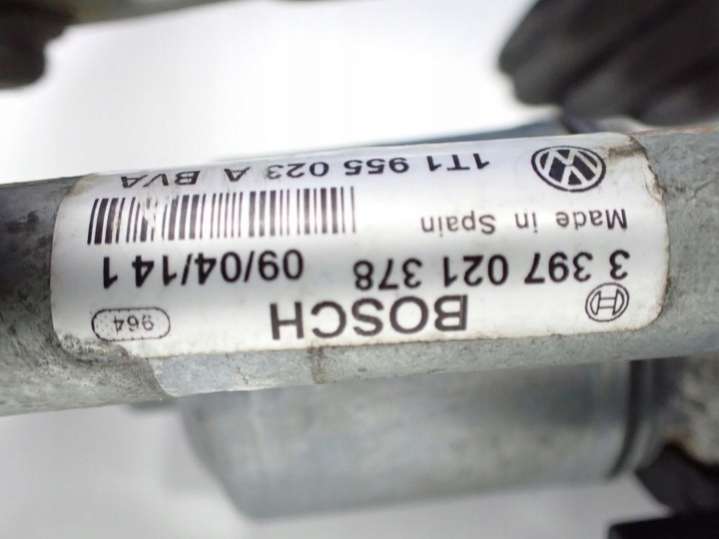 BOSCH 964
3 397 021 378 09/04/14 1
Made in Spain
1T1 955 023 A BVA